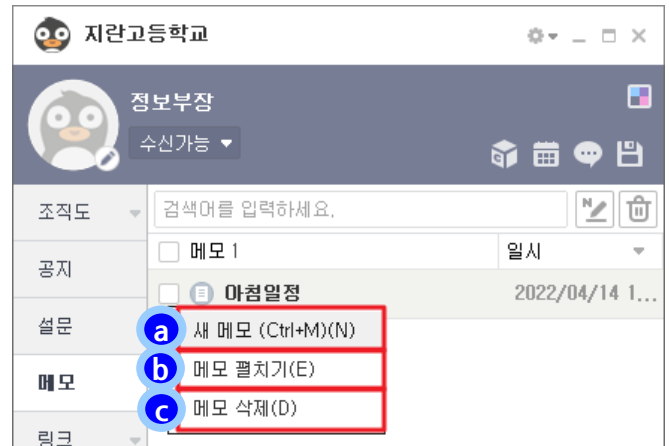 지란고등학교
정보부장
수신가능
조직도
검색어를 입력하세요.
메모 1 일시
공지
아침일정 2022/04/14 1...
설문
a 새 메모 (Ctrl+M)(N)
b 메모 펼치기(E)
메모
c 메모 삭제(D)
링크